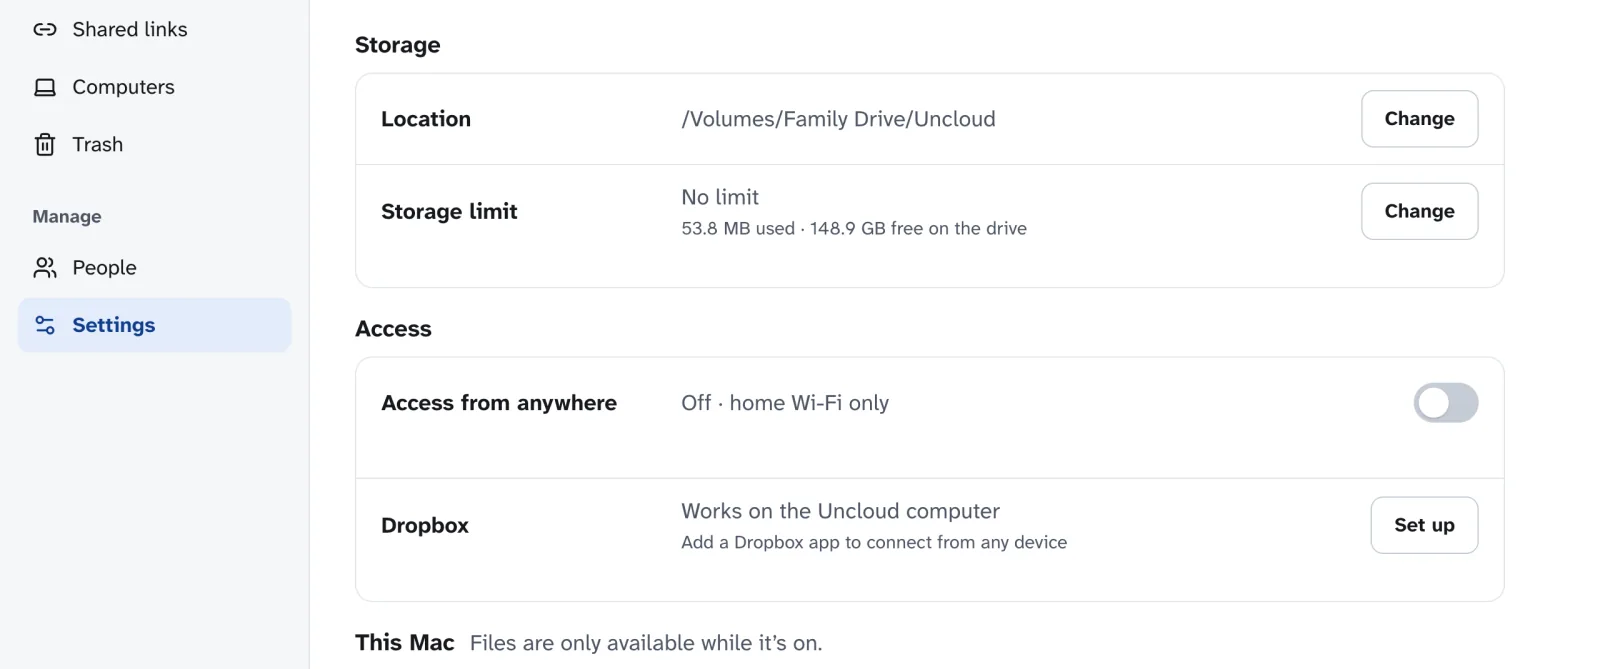 Shared links
Computers
Trash
Manage
People
Settings
Storage
Location
/Volumes/Family Drive/Uncloud
Change
Storage limit
No limit
53.8 MB used · 148.9 GB free on the drive
Change
Access
Access from anywhere
Off · home Wi-Fi only
Dropbox
Works on the Uncloud computer
Add a Dropbox app to connect from any device
Set up
This Mac Files are only available while it’s on.